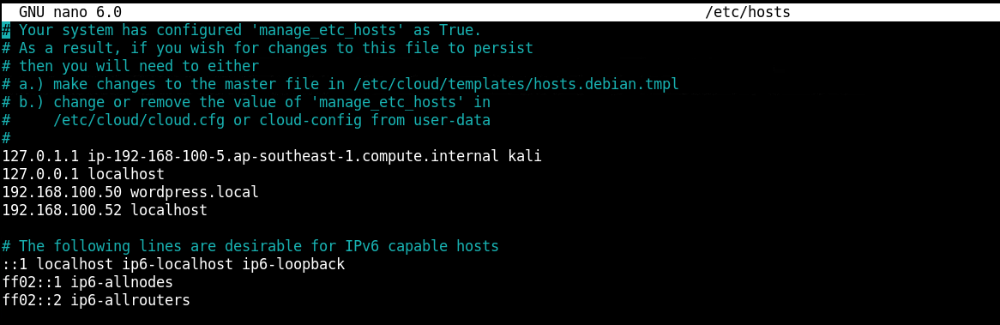 GNU nano 6.0 /etc/hosts
# Your system has configured 'manage_etc_hosts' as True.
# As a result, if you wish for changes to this file to persist
# then you will need to either
# a.) make changes to the master file in /etc/cloud/templates/hosts.debian.tmpl
# b.) change or remove the value of 'manage_etc_hosts' in
#     /etc/cloud/cloud.cfg or cloud-config from user-data
#
127.0.1.1 ip-192-168-100-5.ap-southeast-1.compute.internal kali
127.0.0.1 localhost
192.168.100.50 wordpress.local
192.168.100.52 localhost
# The following lines are desirable for IPv6 capable hosts
::1 localhost ip6-localhost ip6-loopback
ff02::1 ip6-allnodes
ff02::2 ip6-allrouters